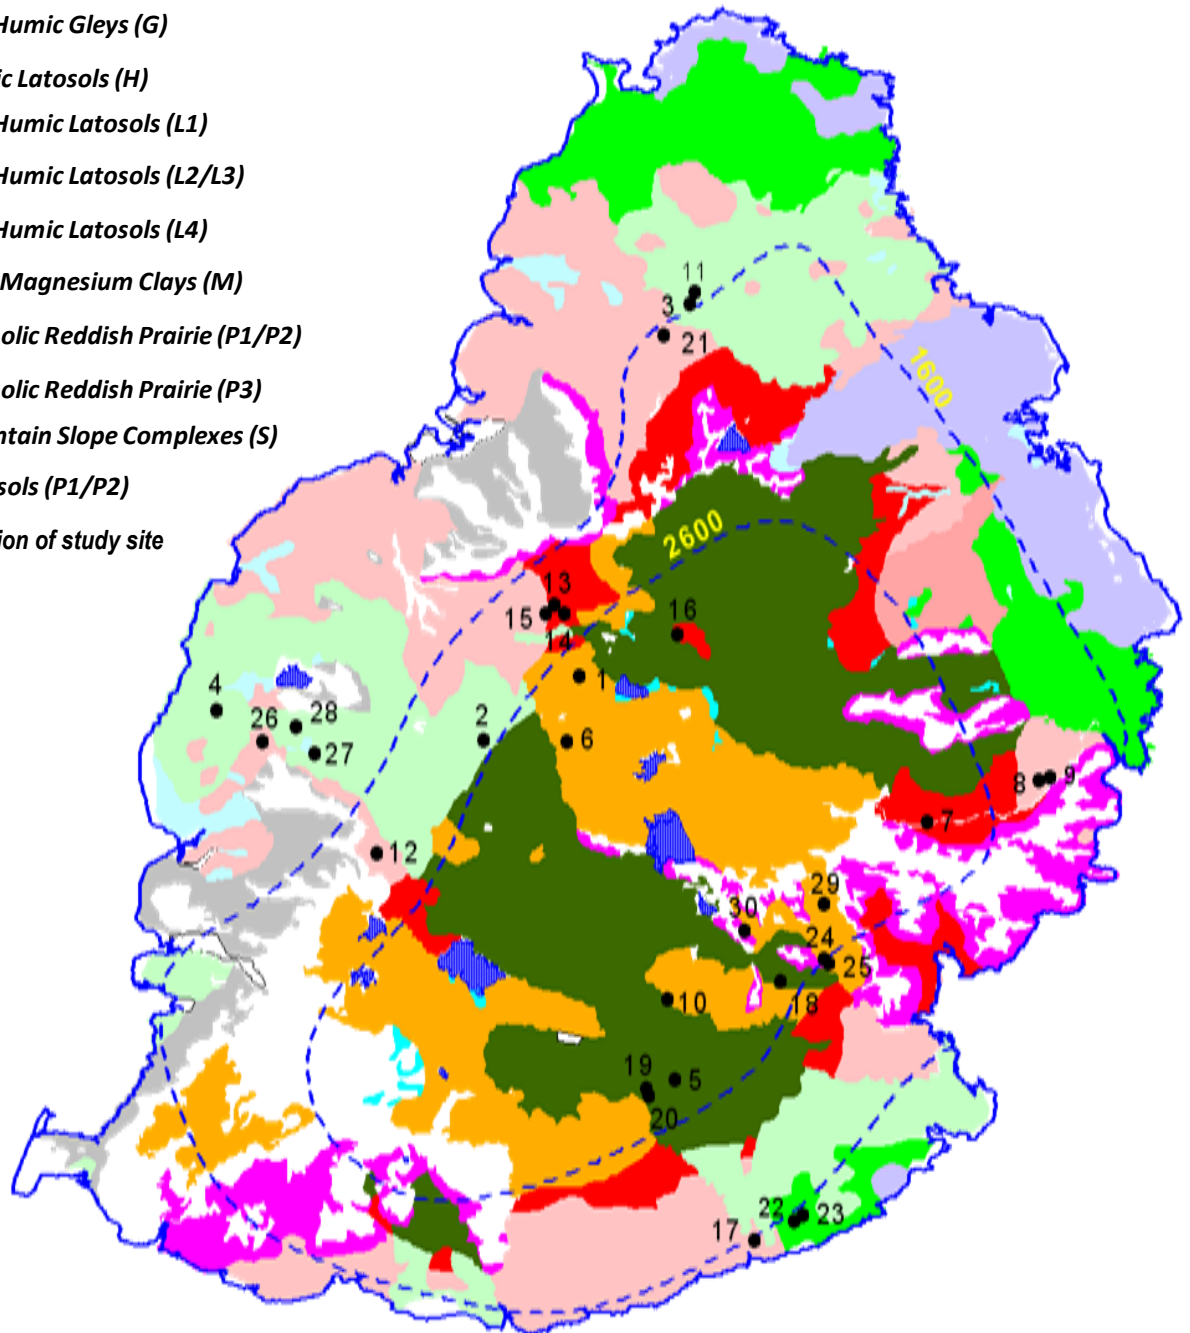 Humic Gleys (G)
ic Latosols (H)
Humic Latosols (L1)
Humic Latosols (L2/L3)
Humic Latosols (L4)
Magnesium Clays (M)
olic Reddish Prairie (P1/P2)
olic Reddish Prairie (P3)
ntain Slope Complexes (S)
sols (P1/P2)
ion of study site
11
3
21
1600
2600
13
15
14
16
1
4
26
28
27
2
6
8
9
7
12
29
30
24
25
18
10
19
5
20
22
23
17